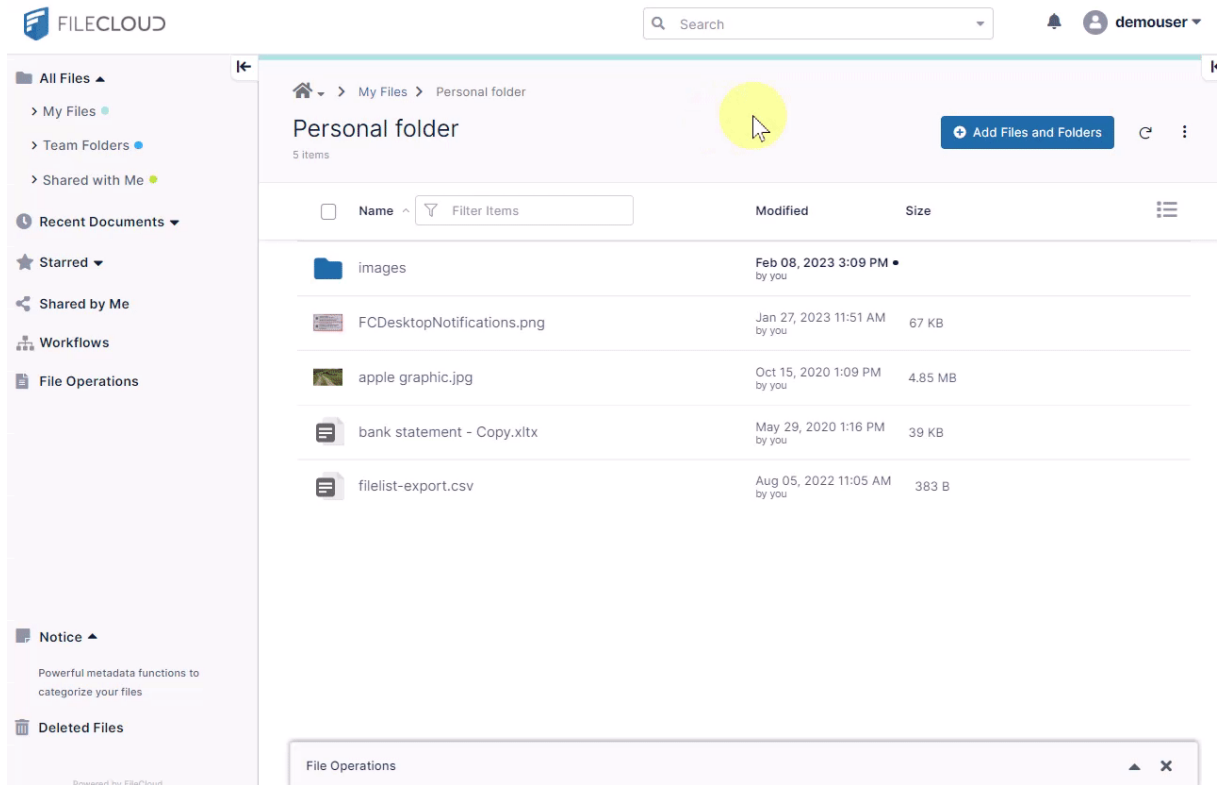 FILECLOUD
Search
demouser
All Files
My Files
Team Folders
Shared with Me
Recent Documents
Starred
Shared by Me
Workflows
File Operations
Notice
Powerful metadata functions to
categorize your files
Deleted Files
Powered by FileCloud
My Files Personal folder
Personal folder
5 items
Add Files and Folders
Name Filter Items Modified Size
images Feb 08, 2023 3:09 PM
by you
FCDesktopNotifications.png Jan 27, 2023 11:51 AM 67 KB
by you
apple graphic.jpg Oct 15, 2020 1:09 PM 4.85 MB
by you
bank statement - Copy.xltx May 29, 2020 1:16 PM 39 KB
by you
filelist-export.csv Aug 05, 2022 11:05 AM 383 B
by you
File Operations